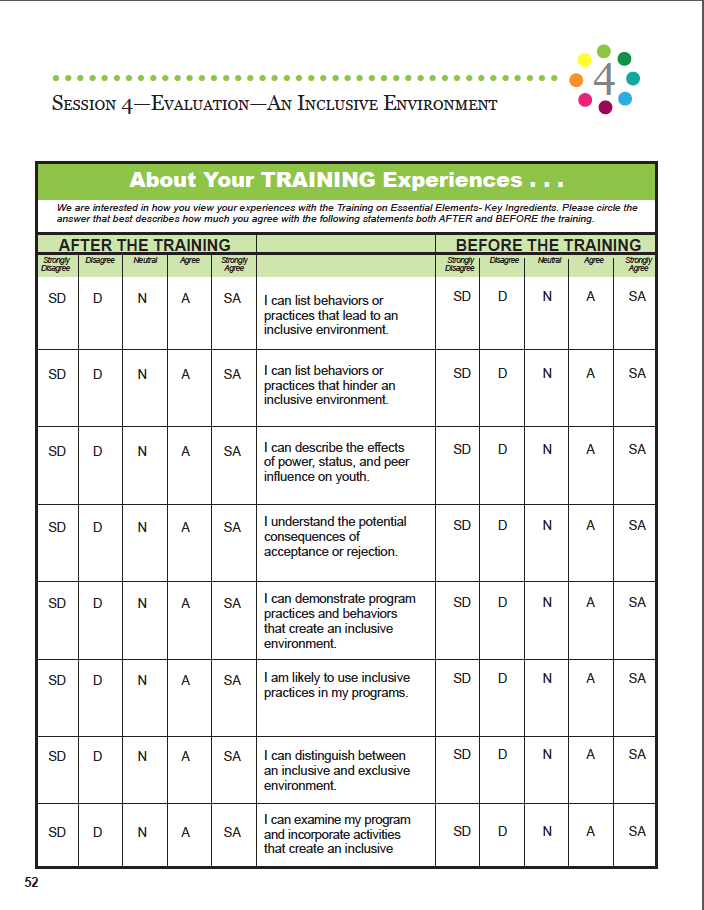 4
SESSION 4—EVALUATION—AN INCLUSIVE ENVIRONMENT
About Your TRAINING Experiences . . .
We are interested in how you view your experiences with the Training on Essential Elements- Key Ingredients. Please circle the
answer that best describes how much you agree with the following statements both AFTER and BEFORE the training.
AFTER THE TRAINING BEFORE THE TRAINING
Strongly Disagree Neutral Agree Strongly Strongly Disagree Neutral Agree Strongly
Disagree Agree Disagree Agree
SD D N A SA I can list behaviors or SD D N A SA
practices that lead to an
inclusive environment.
SD D N A SA I can list behaviors or SD D N A SA
practices that hinder an
inclusive environment.
SD D N A SA I can describe the effects SD D N A SA
of power, status, and peer
influence on youth.
SD D N A SA I understand the potential SD D N A SA
consequences of
acceptance or rejection.
SD D N A SA I can demonstrate program SD D N A SA
practices and behaviors
that create an inclusive
environment.
SD D N A SA I am likely to use inclusive SD D N A SA
practices in my programs.
SD D N A SA I can distinguish between SD D N A SA
an inclusive and exclusive
environment.
I can examine my program
SD D N A SA and incorporate activities SD D N A SA
that create an inclusive
52